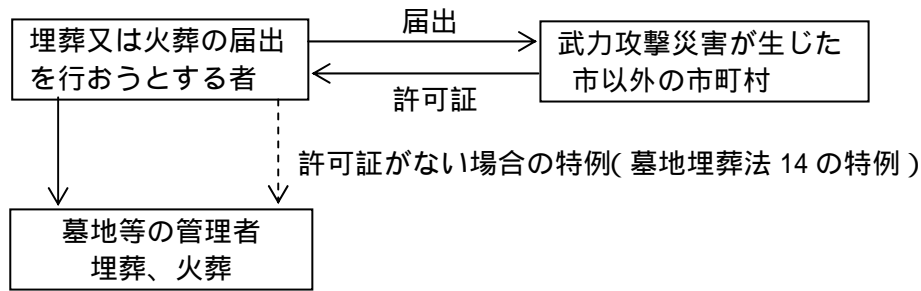 届出
埋葬又は火葬の届出
を行おうとする者
武力攻撃災害が生じた
市以外の市町村
許可証
許可証がない場合の特例(墓地埋葬法 14 の特例)
墓地等の管理者
埋葬、火葬